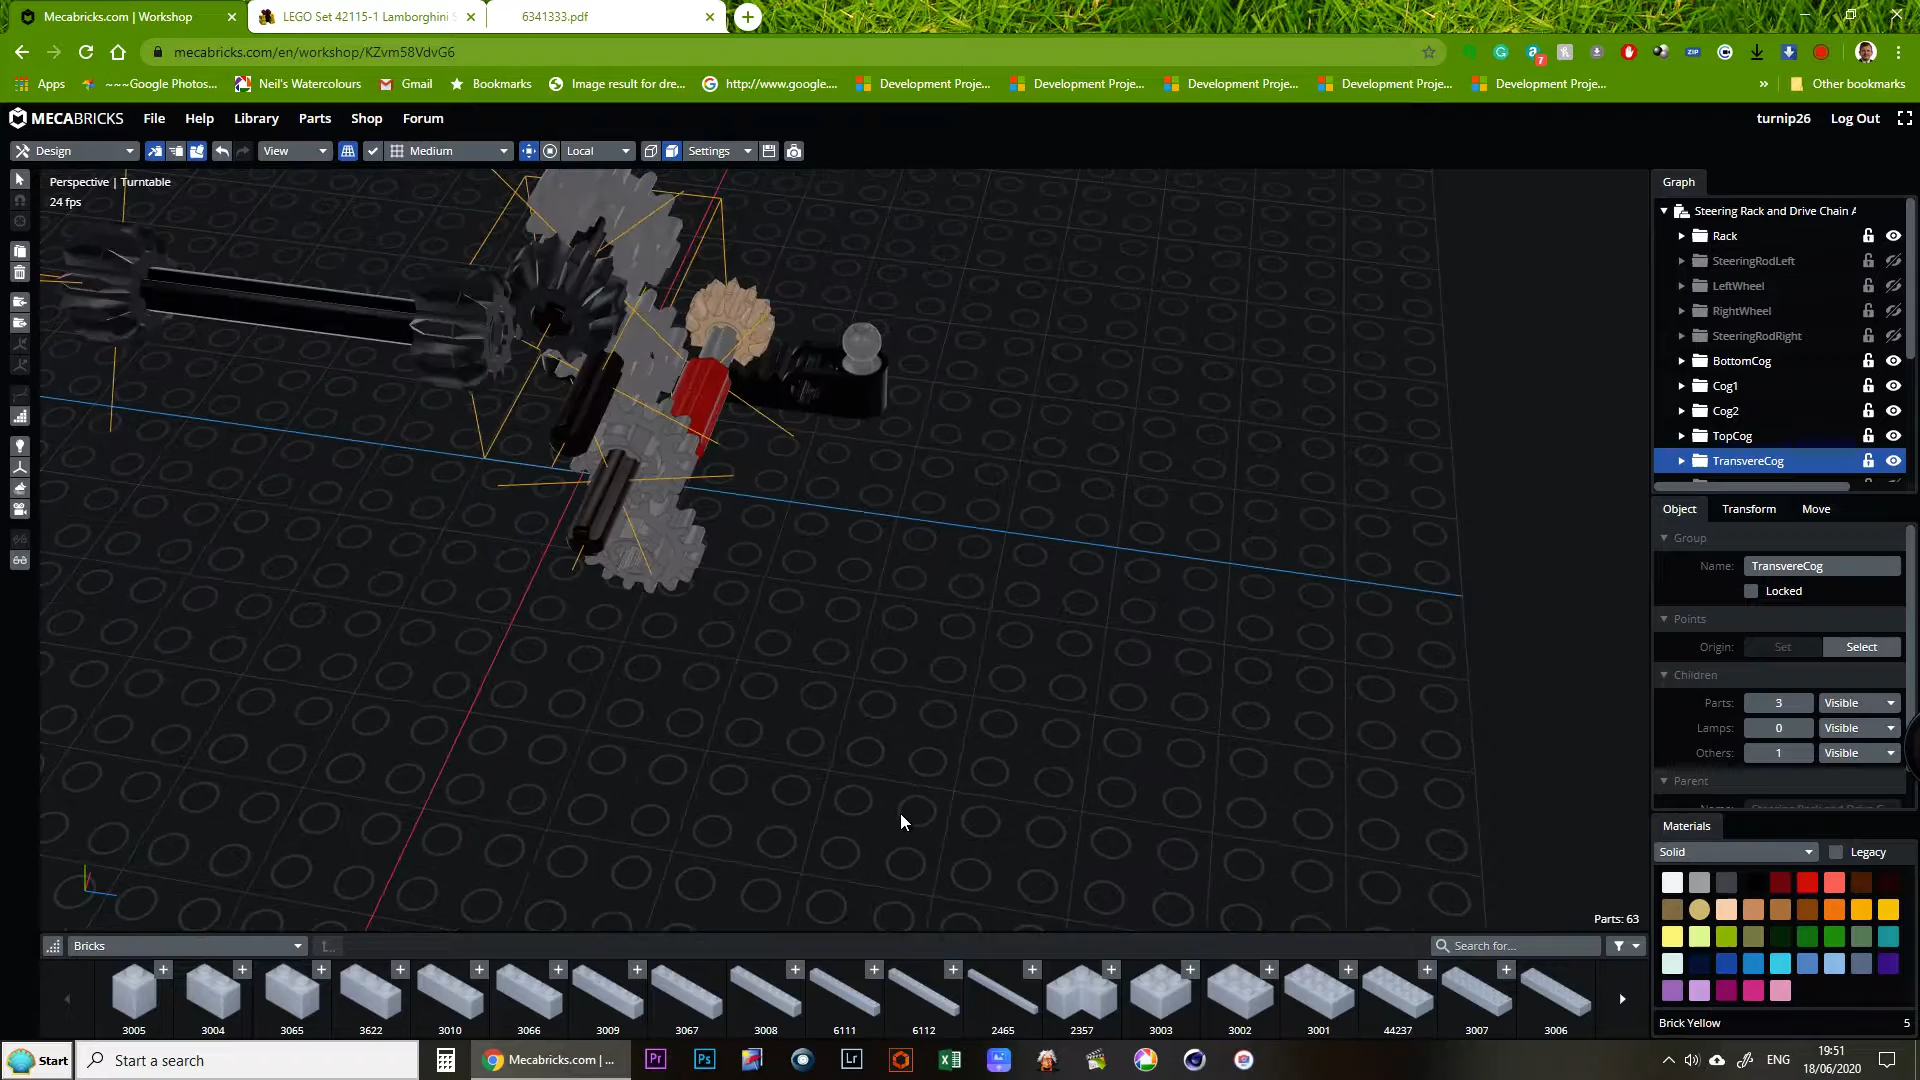 Mecabricks.com | Workshop
LEGO Set 42115-1 Lamborghini S
6341333.pdf
mecabricks.com/en/workshop/KZvm58VdvG6
Apps
~~~Google Photos...
Neil's Watercolours
Gmail
Bookmarks
Image result for dre...
http://www.google....
Development Proje...
Development Proje...
Development Proje...
Development Proje...
Development Proje...
»
Other bookmarks
MECABRICKS
File
Help
Library
Parts
Shop
Forum
turnip26
Log Out
Design
View
Medium
Local
Settings
Perspective | Turntable
24 fps
Graph
Steering Rack and Drive Chain A
Rack
SteeringRodLeft
LeftWheel
RightWheel
SteeringRodRight
BottomCog
Cog1
Cog2
TopCog
TransvereCog
Object
Transform
Move
Group
Name: TransvereCog
Locked
Points
Origin: Set Select
Children
Parts: 3 Visible
Lamps: 0 Visible
Others: 1 Visible
Parent
Materials
Solid
Legacy
Brick Yellow 5
Parts: 63
Bricks
Search for...
3005
3004
3065
3622
3010
3066
3009
3067
3008
6111
6112
2465
2357
3003
3002
3001
44237
3007
3006
Start
Start a search
Mecabricks.com | ...
Pr
Ps
Lr
ENG
19:51
18/06/2020